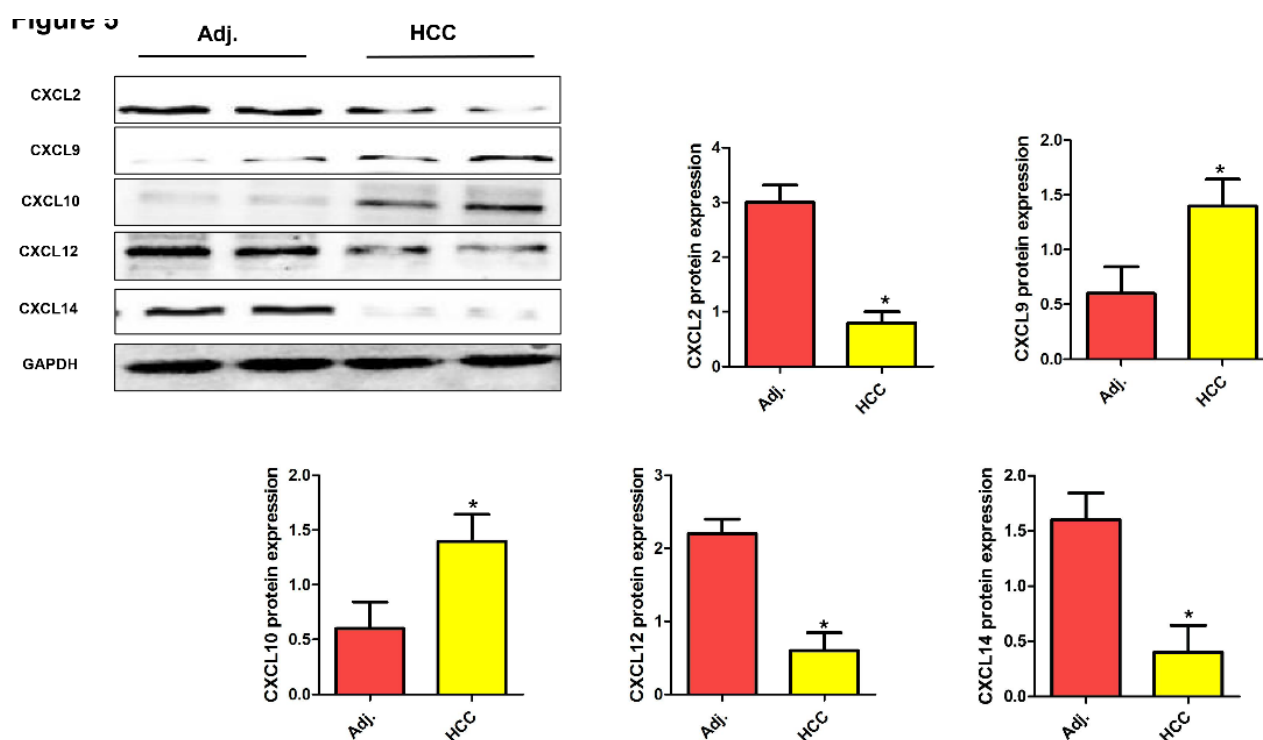 Figure 5
Adj. HCC
CXCL2
CXCL9
CXCL10
CXCL12
CXCL14
GAPDH
CXCL2 protein expression
4
3
2
1
0
*
Adj. HCC
CXCL9 protein expression
2.0
1.5
1.0
0.5
0.0
*
Adj. HCC
CXCL10 protein expression
2.0
1.5
1.0
0.5
0.0
*
Adj. HCC
CXCL12 protein expression
3
2
1
0
*
Adj. HCC
CXCL14 protein expression
2.0
1.5
1.0
0.5
0.0
*
Adj. HCC